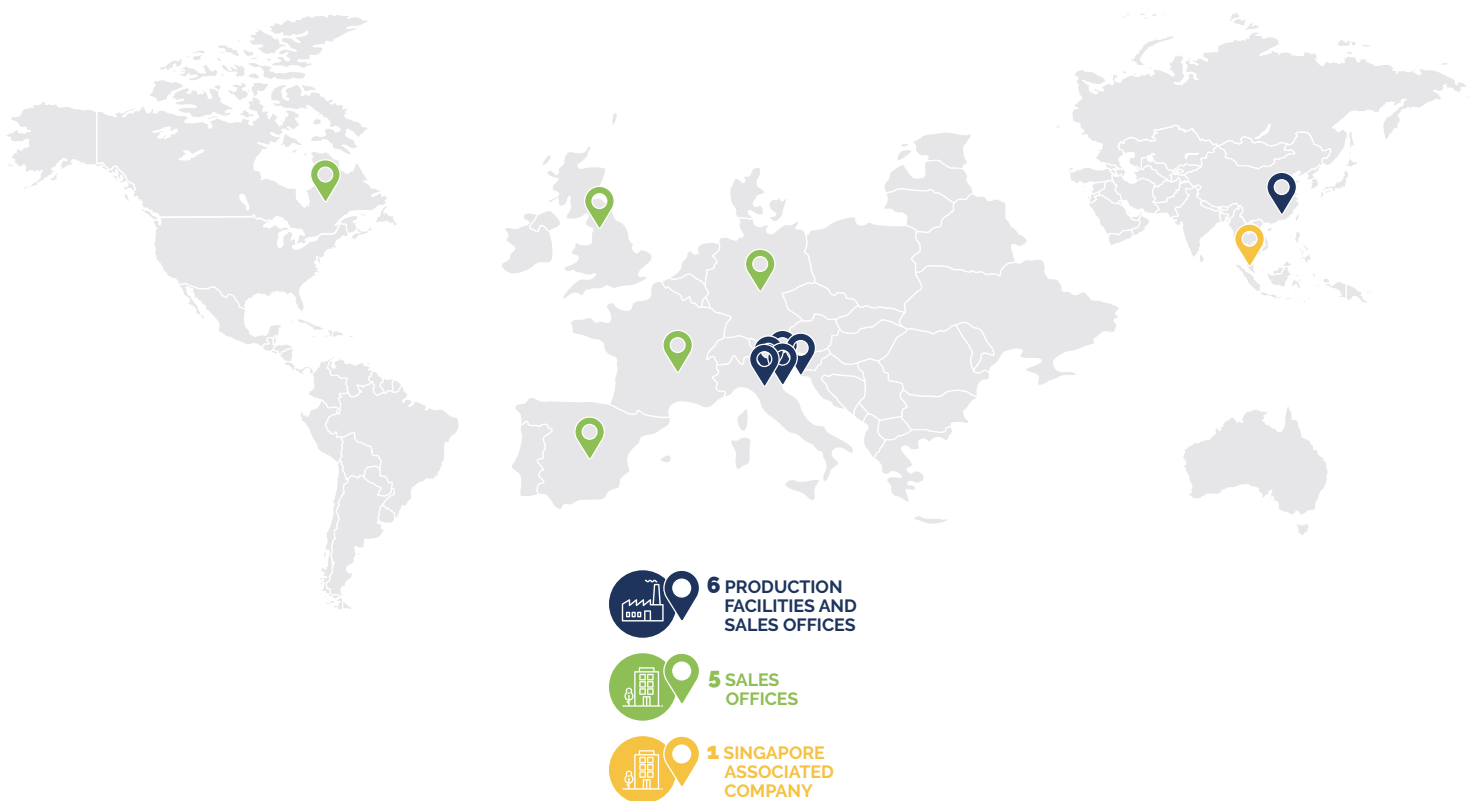 6 PRODUCTION
FACILITIES AND
SALES OFFICES
5 SALES
OFFICES
1 SINGAPORE
ASSOCIATED
COMPANY